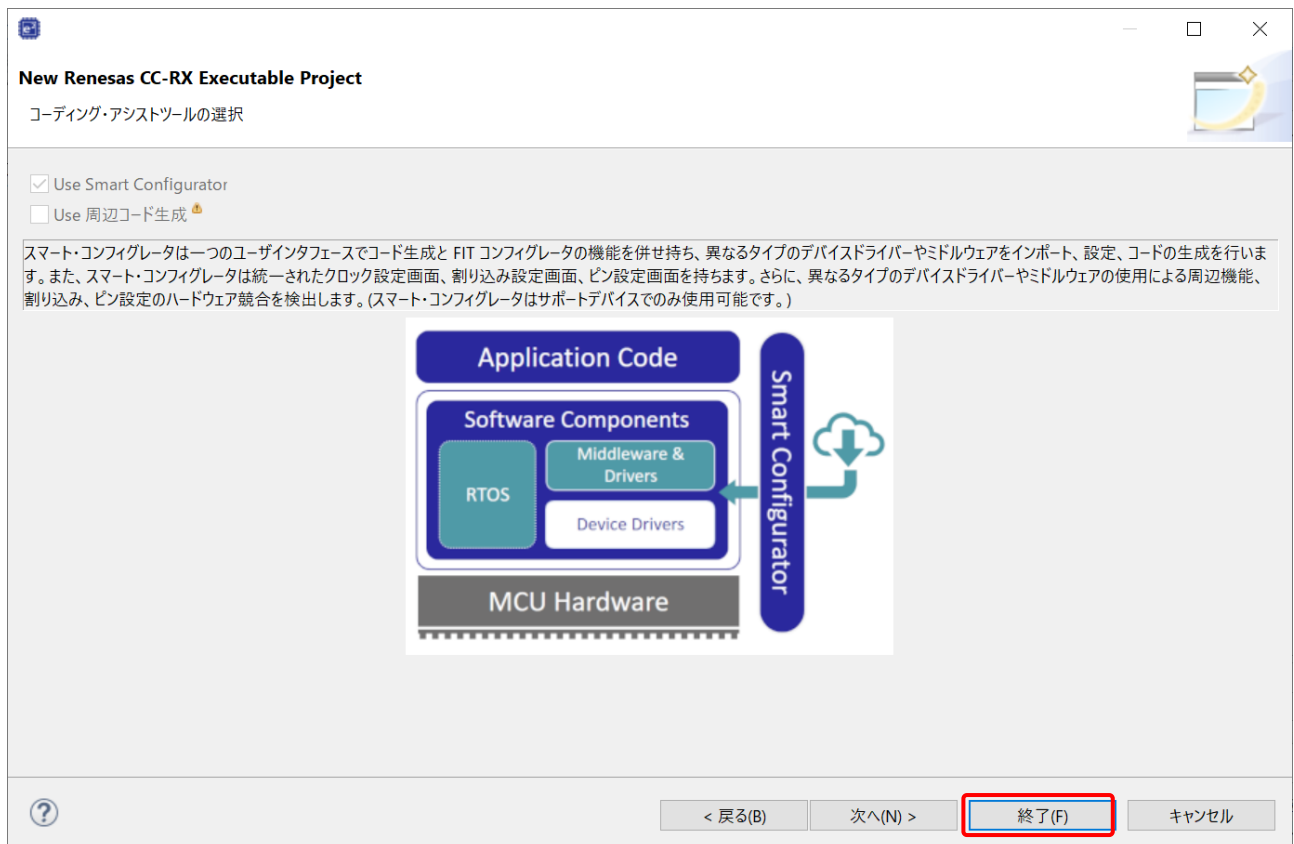 New Renesas CC-RX Executable Project
コーディング・アシストツールの選択
Use Smart Configurator
Use 周辺コード生成
スマート・コンフィグレータは一つのユーザインタフェースでコード生成と FIT コンフィグレータの機能を併せ持ち、異なるタイプのデバイスドライバーやミドルウェアをインポート、設定、コードの生成を行いま
す。また、スマート・コンフィグレータは統一されたクロック設定画面、割り込み設定画面、ピン設定画面を持ちます。さらに、異なるタイプのデバイスドライバーやミドルウェアの使用による周辺機能、
割り込み、ピン設定のハードウェア競合を検出します。(スマート・コンフィグレータはサポートデバイスでのみ使用可能です。)
Application Code
Software Components
RTOS
Middleware &
Drivers
Device Drivers
MCU Hardware
Smart Configurator
< 戻る(B)
次へ(N) >
終了(F)
キャンセル